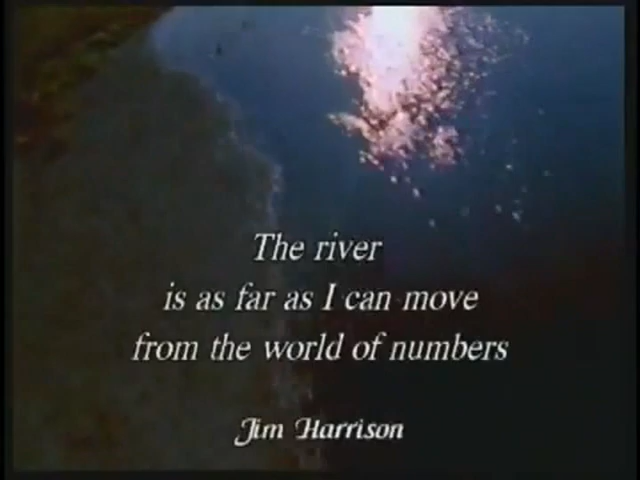 The river
is as far as I can move
from the world of numbers
Jim Harrison